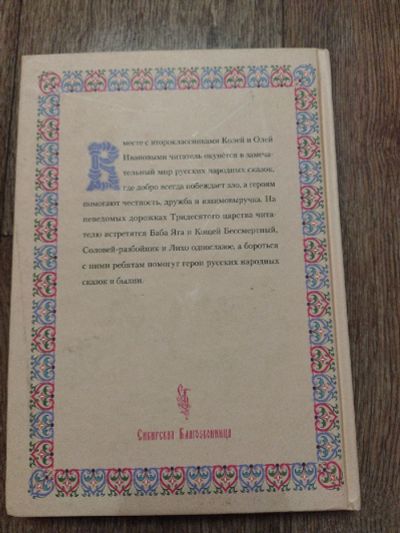 Вместе с второклассниками Колей и Олей
Ивановыми читатель окунётся в замеча-
тельный мир русских народных сказок,
где добро всегда побеждает зло, а героям
помогают честность, дружба и взаимовыручка. На
неведомых дорожках Тридесятого царства чита-
телю встретятся Баба Яга и Кощей Бессмертный,
Соловей-разбойник и Лихо одноглазое, а бороться
с ними ребятам помогут герои русских народных
сказок и былин.
Сибирская Благозвонница